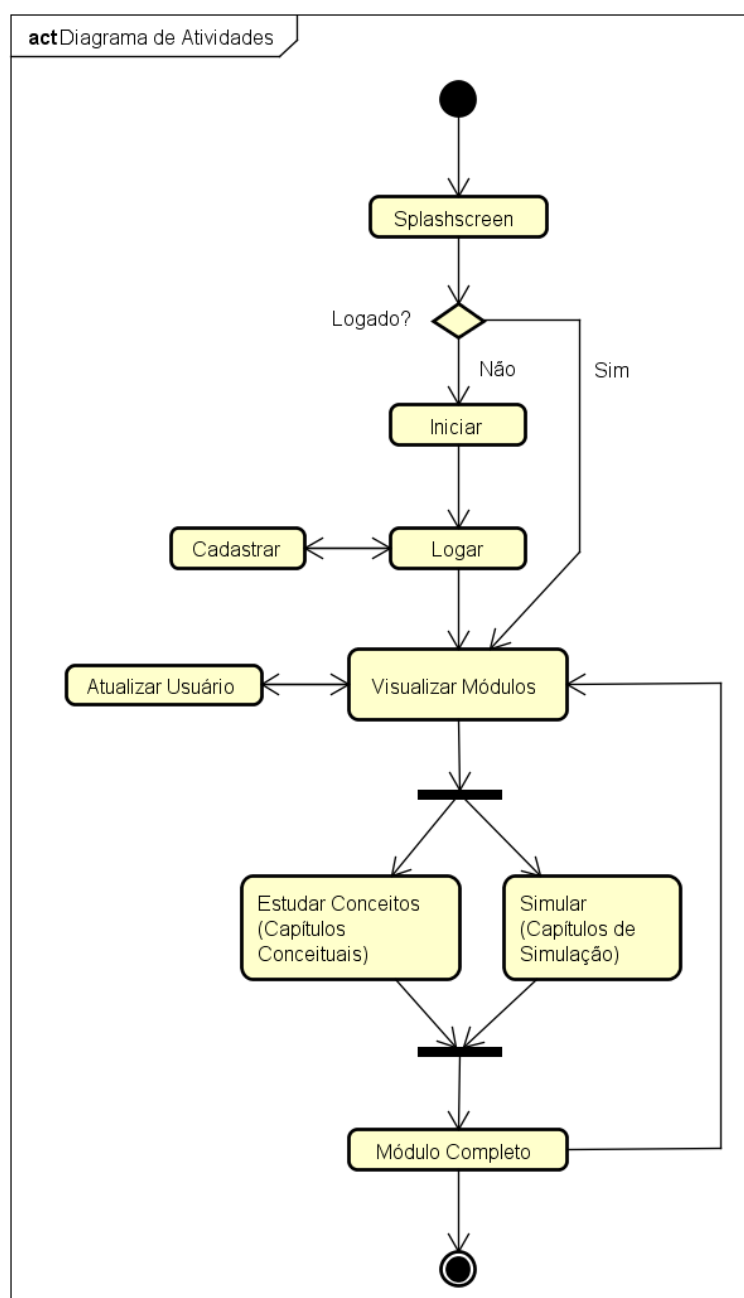 act Diagrama de Atividades
Splashscreen
Logado?
Não
Sim
Iniciar
Cadastrar
Logar
Atualizar Usuário
Visualizar Módulos
Estudar Conceitos
(Capítulos
Conceituais)
Simular
(Capítulos de
Simulação)
Módulo Completo